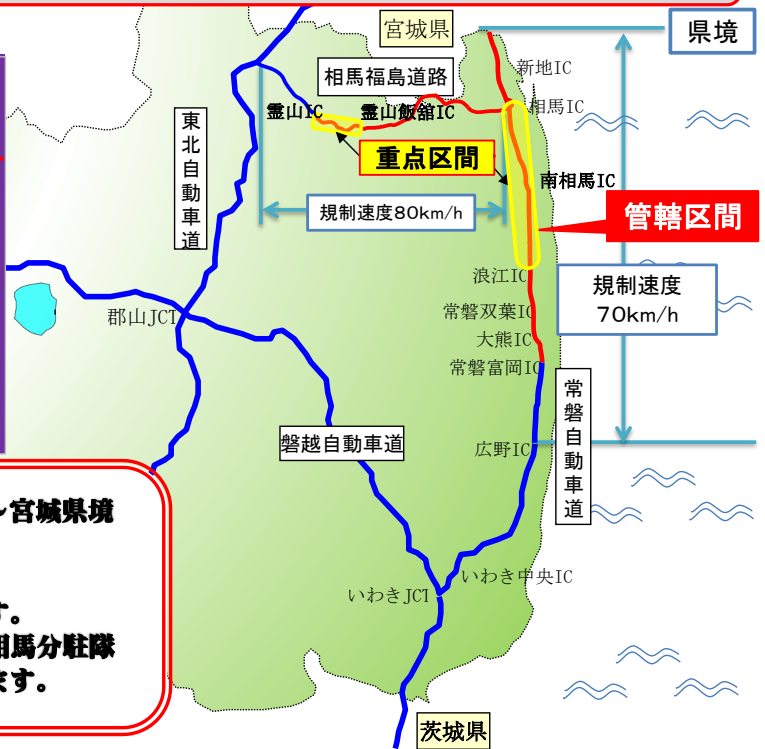 宮城県
県境
新地IC
相馬福島道路
霊山IC
霊山飯舘IC
相馬IC
東北自動車道
重点区間
南相馬IC
規制速度80km/h
管轄区間
浪江IC
規制速度
70km/h
郡山JCT
常磐双葉IC
大熊IC
常磐富岡IC
常磐自動車道
磐越自動車道
広野IC
～宮城県境
いわき中央IC
いわきJCT
す。
相馬分駐隊
ます。
茨城県